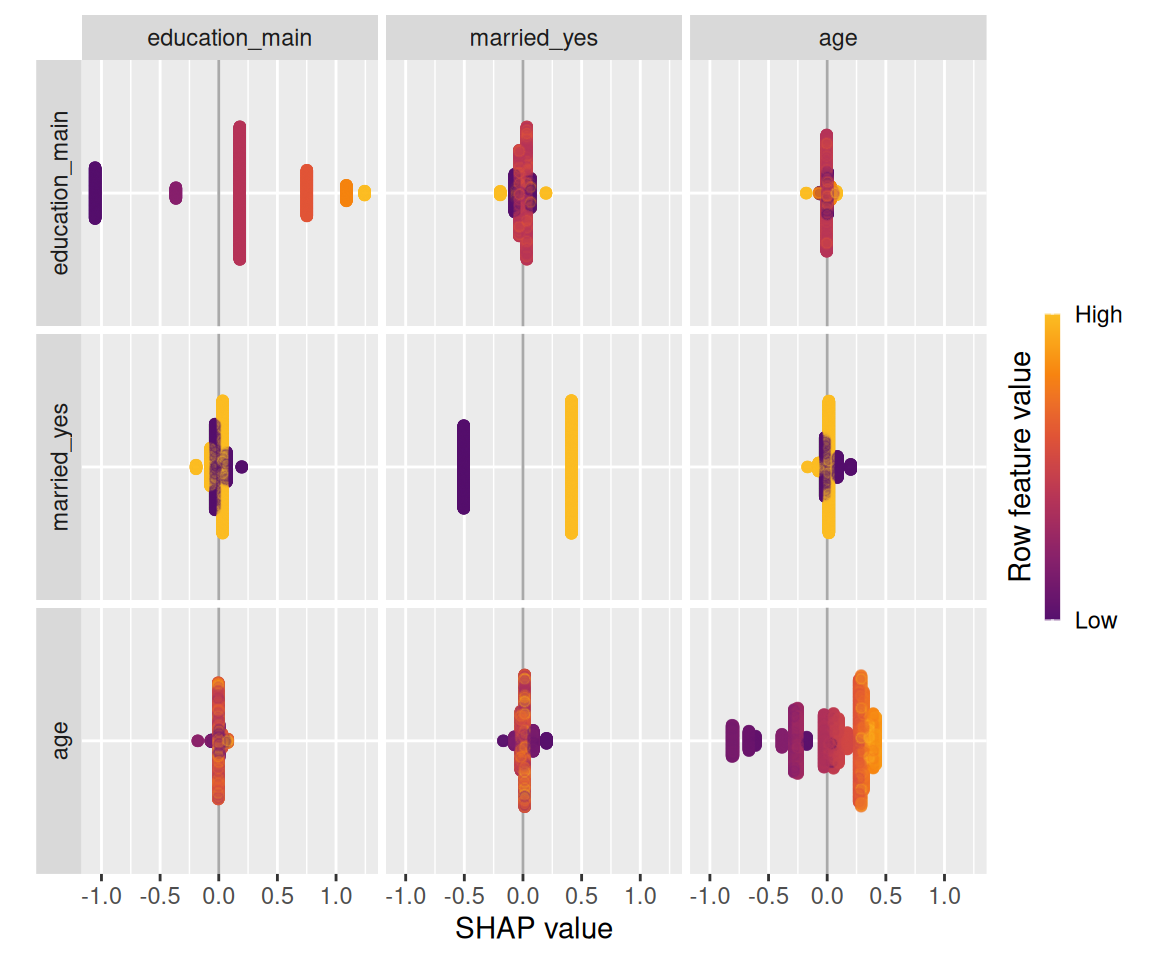 education_main married_yes age
education_main
married_yes
age
-1.0 -0.5 0.0 0.5 1.0 -1.0 -0.5 0.0 0.5 1.0 -1.0 -0.5 0.0 0.5 1.0
SHAP value
Row feature value
High
Low